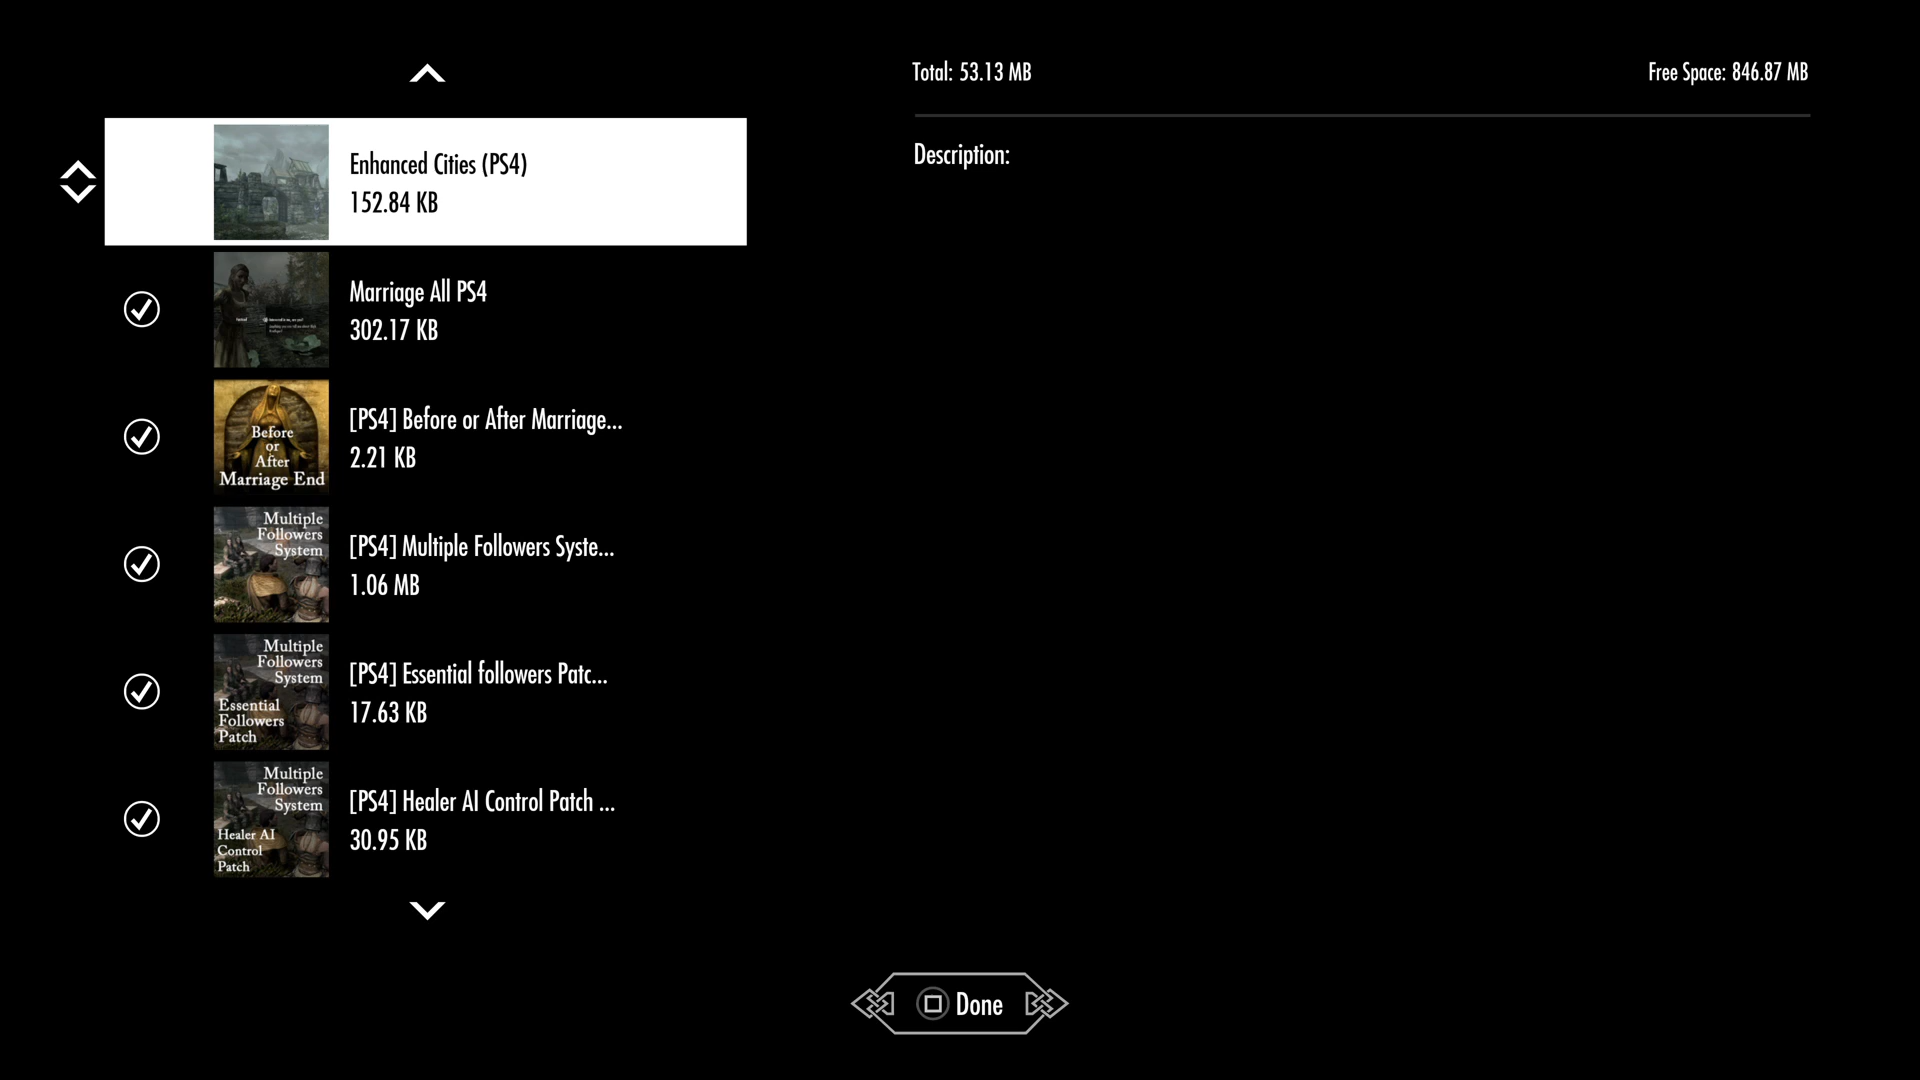 Total: 53.13 MB
Free Space: 846.87 MB
Description:
Enhanced Cities (PS4)
152.84 KB
Marriage All PS4
302.17 KB
Before
or
After
Marriage End
[PS4] Before or After Marriage...
2.21 KB
Multiple
Followers
System
[PS4] Multiple Followers Syste...
1.06 MB
Multiple
Followers
System
Essential
Followers
Patch
[PS4] Essential followers Patc...
17.63 KB
Multiple
Followers
System
Healer AI
Control
Patch
[PS4] Healer AI Control Patch ...
30.95 KB
Done